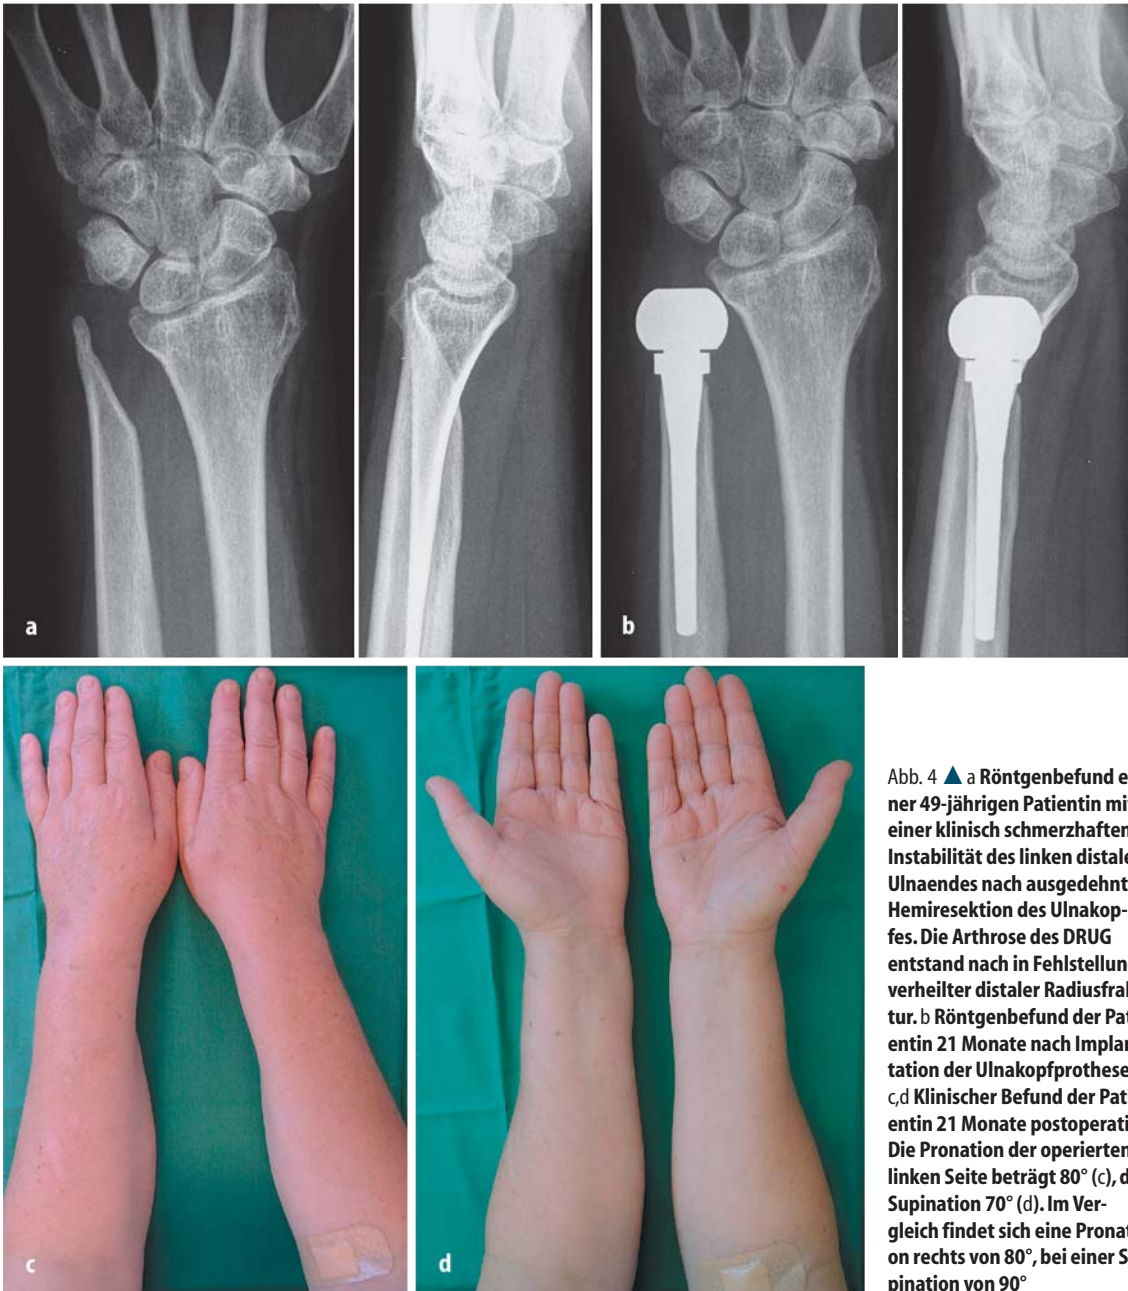 a
b
c
d
Abb. 4 ▲ a Röntgenbefund e
ner 49-jährigen Patientin mit
einer klinisch schmerzhaften
Instabilität des linken distale
Ulnaendes nach ausgedehnt
Hemiresektion des Ulnakop-
fes. Die Arthrose des DRUG
entstand nach in Fehlstellun
verheilter distaler Radiusfrak
tur. b Röntgenbefund der Pat
entin 21 Monate nach Implan
tation der Ulnakopfprothese
c,d Klinischer Befund der Pati
entin 21 Monate postoperati
Die Pronation der operierten
linken Seite beträgt 80° (c), d
Supination 70° (d). Im Ver-
gleich findet sich eine Pronat
on rechts von 80°, bei einer S
pination von 90°